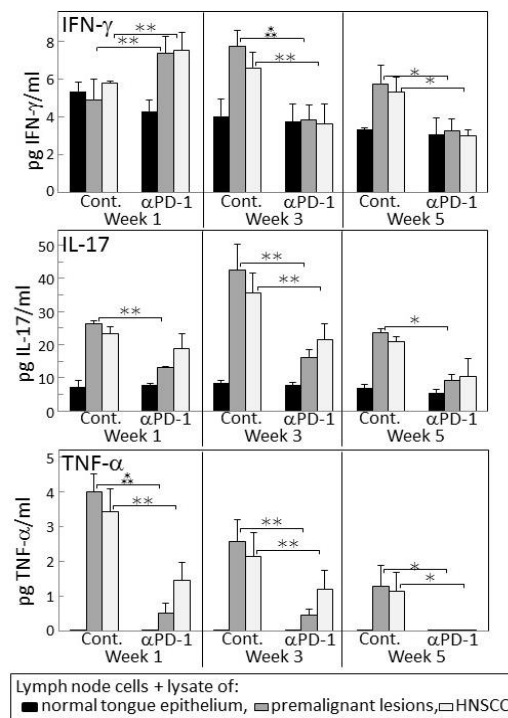 IFN-γ
pg IFN-γ/ml
8
6
4
2
0
** ** ⁂ ** * *
Cont. αPD-1 Cont. αPD-1 Cont. αPD-1
Week 1 Week 3 Week 5
IL-17
pg IL-17/ml
50
40
30
20
10
0
** ** ** *
Cont. αPD-1 Cont. αPD-1 Cont. αPD-1
Week 1 Week 3 Week 5
TNF-α
pg TNF-α/ml
5
4
3
2
1
0
⁂ ** ** ** * *
Cont. αPD-1 Cont. αPD-1 Cont. αPD-1
Week 1 Week 3 Week 5
Lymph node cells + lysate of:
normal tongue epithelium, premalignant lesions, HNSCC